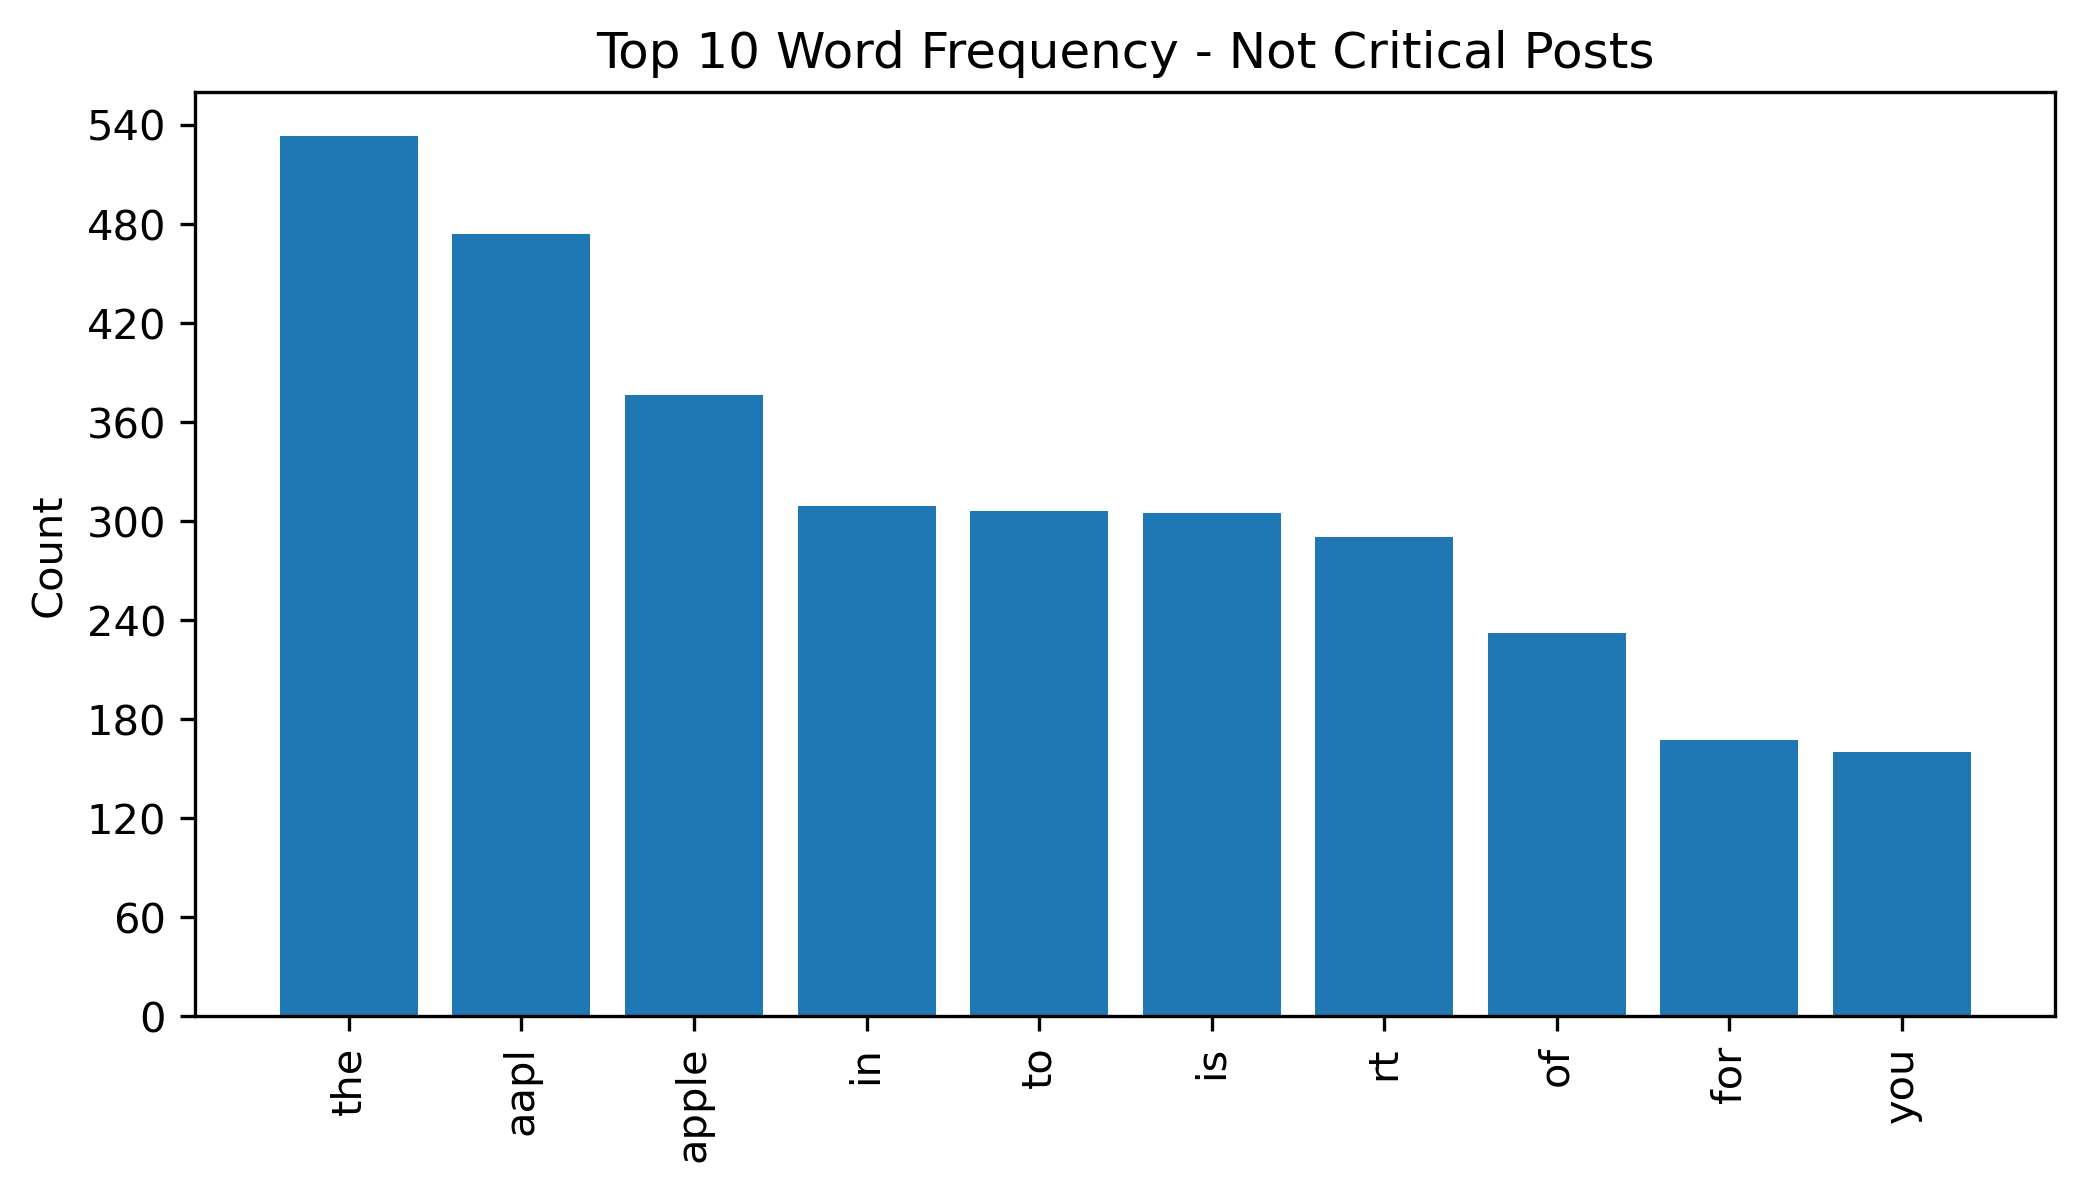 Top 10 Word Frequency - Not Critical Posts
540
480
420
360
300
240
180
120
60
0
Count
the
aapl
apple
in
to
is
rt
of
for
you